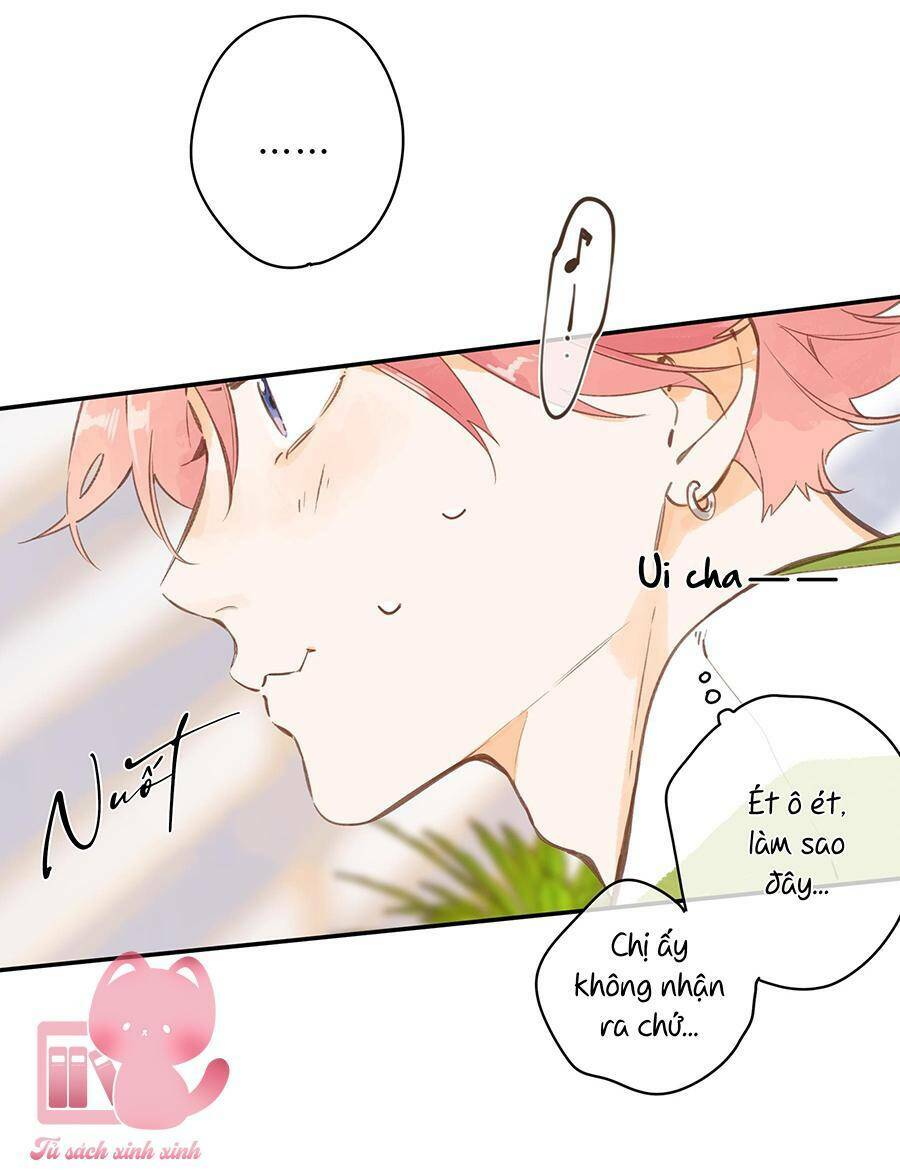 ......
♪
—...
Ui cha——
Nuốt
Ét ô ét,
làm sao
đây...
Chị ấy
không nhận
ra chứ...
Tủ sách xinh xinh